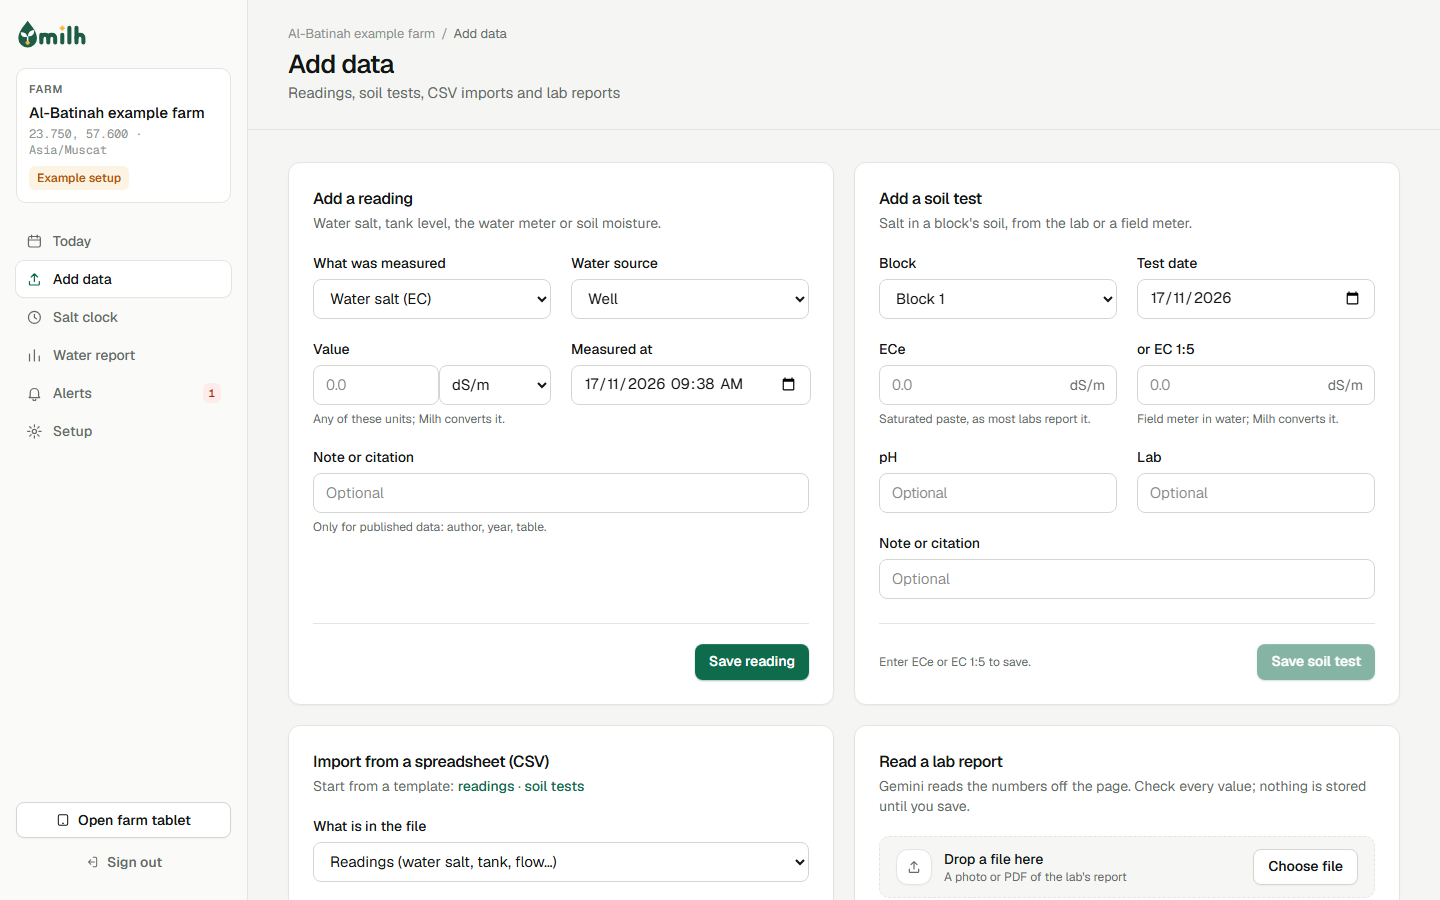 milh
FARM
Al-Batinah example farm
23.750, 57.600 ·
Asia/Muscat
Example setup
Today
Add data
Salt clock
Water report
Alerts 1
Setup
Open farm tablet
Sign out
Al-Batinah example farm / Add data
Add data
Readings, soil tests, CSV imports and lab reports
Add a reading
Water salt, tank level, the water meter or soil moisture.
What was measured Water source
Water salt (EC) Well
Value Measured at
0.0 dS/m 17/11/2026 09:38 AM
Any of these units; Milh converts it.
Note or citation
Optional
Only for published data: author, year, table.
Save reading
Add a soil test
Salt in a block's soil, from the lab or a field meter.
Block Test date
Block 1 17/11/2026
ECe or EC 1:5
0.0 dS/m 0.0 dS/m
Saturated paste, as most labs report it. Field meter in water; Milh converts it.
pH Lab
Optional Optional
Note or citation
Optional
Enter ECe or EC 1:5 to save. Save soil test
Import from a spreadsheet (CSV)
Start from a template: readings · soil tests
What is in the file
Readings (water salt, tank, flow...)
Read a lab report
Gemini reads the numbers off the page. Check every value; nothing is stored
until you save.
Drop a file here
A photo or PDF of the lab's report
Choose file